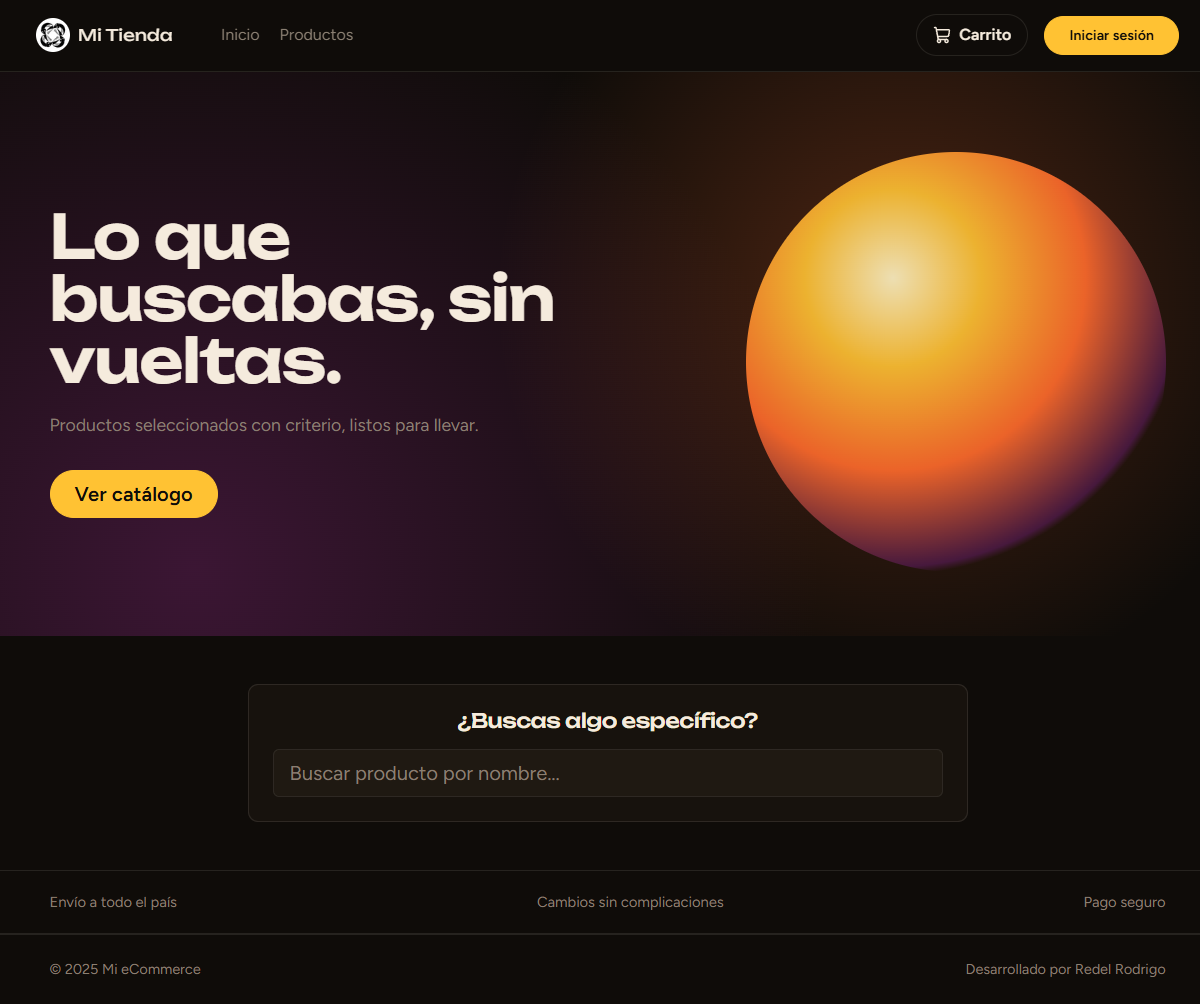 Mi Tienda
Inicio
Productos
Carrito
Iniciar sesión
Lo que
buscabas, sin
vueltas.
Productos seleccionados con criterio, listos para llevar.
Ver catálogo
¿Buscas algo específico?
Buscar producto por nombre...
Envío a todo el país
Cambios sin complicaciones
Pago seguro
© 2025 Mi eCommerce
Desarrollado por Redel Rodrigo